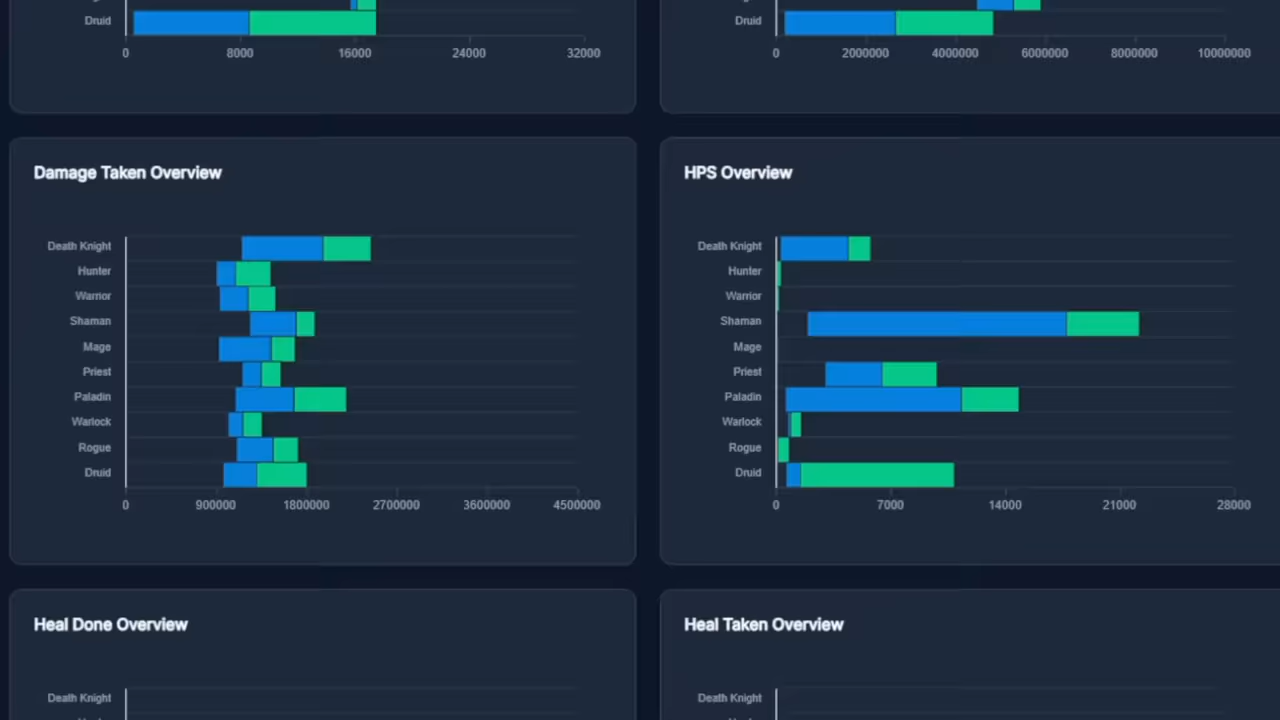 Druid
0 8000 16000 24000 32000
Druid
0 2000000 4000000 6000000 8000000 10000000
Damage Taken Overview
Death Knight
Hunter
Warrior
Shaman
Mage
Priest
Paladin
Warlock
Rogue
Druid
0 900000 1800000 2700000 3600000 4500000
HPS Overview
Death Knight
Hunter
Warrior
Shaman
Mage
Priest
Paladin
Warlock
Rogue
Druid
0 7000 14000 21000 28000
Heal Done Overview
Death Knight
Heal Taken Overview
Death Knight